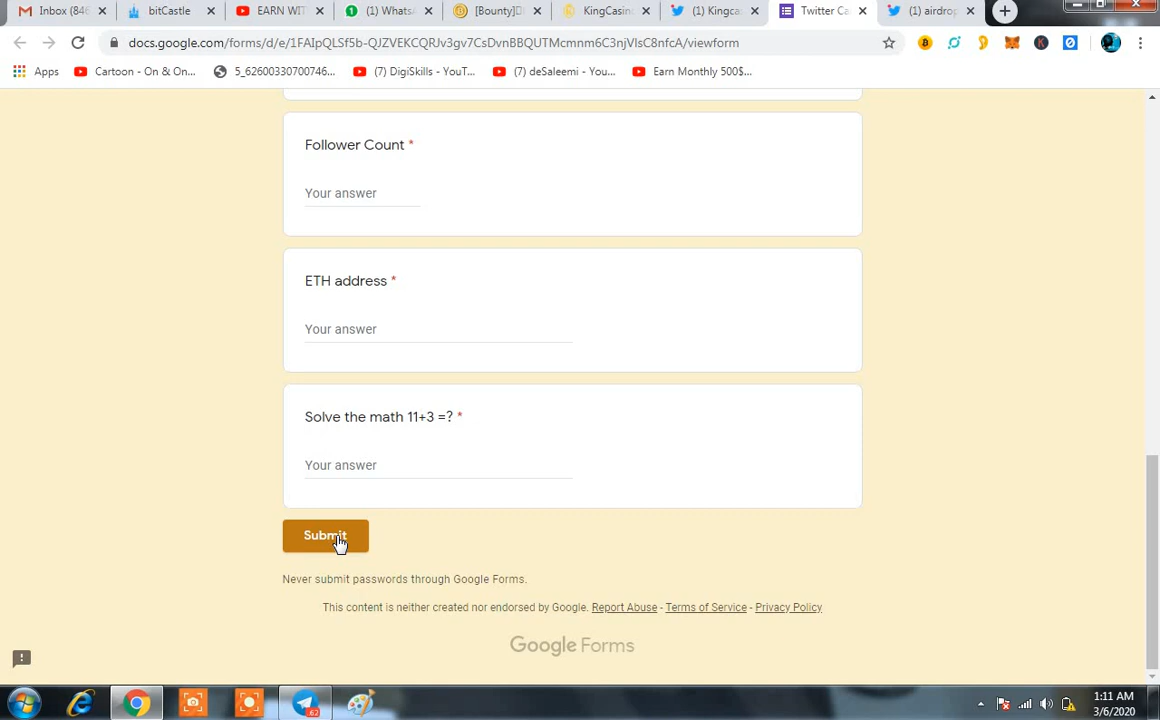 Inbox (846
bitCastle
EARN WIT
(1) Whats
[Bounty]D
KingCasin
(1) Kingca
Twitter Ca
(1) airdrop
docs.google.com/forms/d/e/1FAIpQLSf5b-QJZVEKCQRJv3gv7CsDvnBBQUTMcmnm6C3njVlsC8nfcA/viewform
Apps
Cartoon - On & On...
5_62600330700746...
(7) DigiSkills - YouT...
(7) deSaleemi - You...
Earn Monthly 500$...
Follower Count *
Your answer
ETH address *
Your answer
Solve the math 11+3 =? *
Your answer
Submit
Never submit passwords through Google Forms.
This content is neither created nor endorsed by Google. Report Abuse - Terms of Service - Privacy Policy
Google Forms
62
1:11 AM
3/6/2020